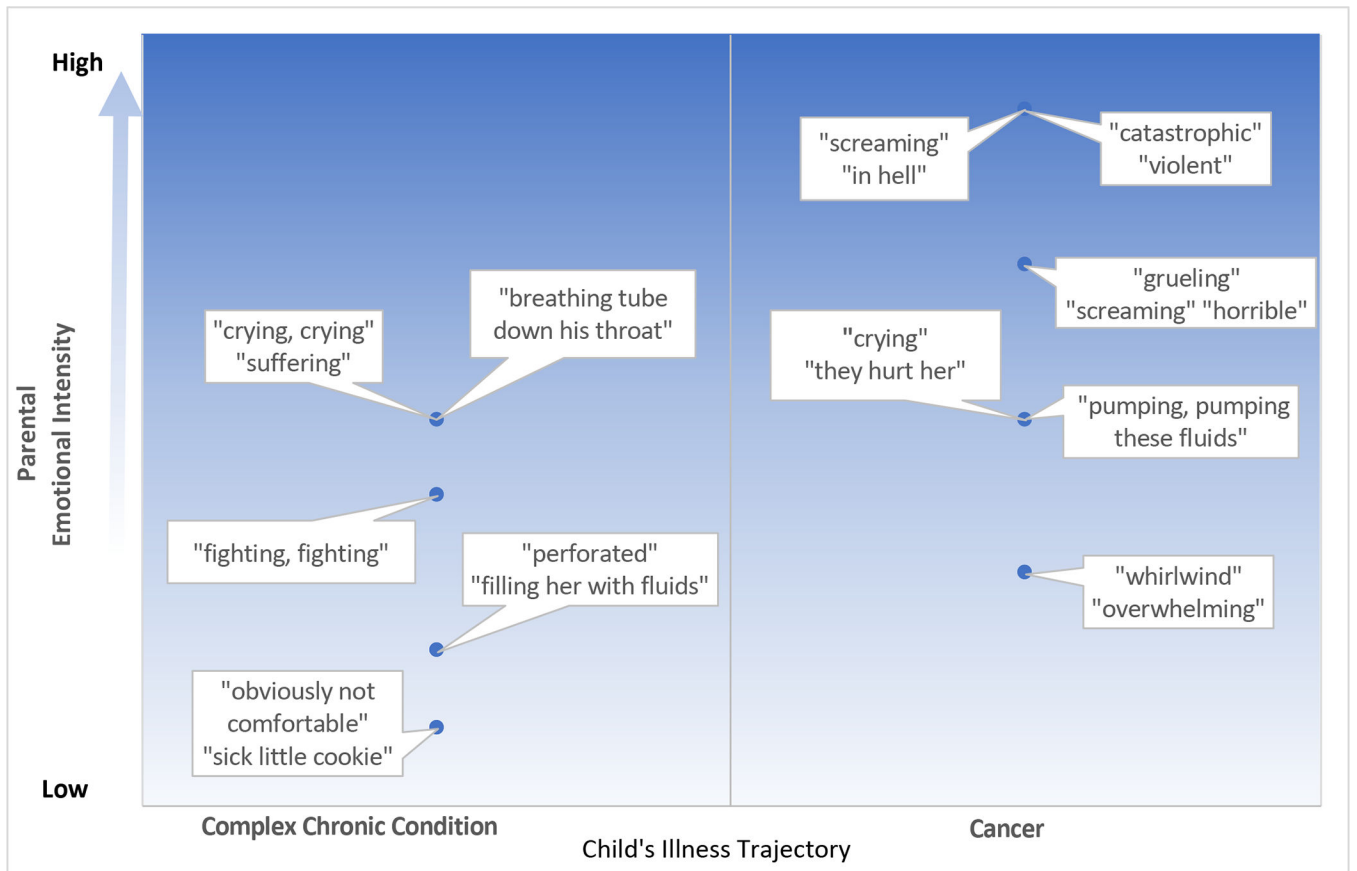 High
Parental
Emotional Intensity
Low
"crying, crying"
"suffering"
"breathing tube
down his throat"
"fighting, fighting"
"perforated"
"filling her with fluids"
"obviously not
comfortable"
"sick little cookie"
"screaming"
"in hell"
"catastrophic"
"violent"
"grueling"
"screaming" "horrible"
"crying"
"they hurt her"
"pumping, pumping
these fluids"
"whirlwind"
"overwhelming"
Complex Chronic Condition
Cancer
Child's Illness Trajectory